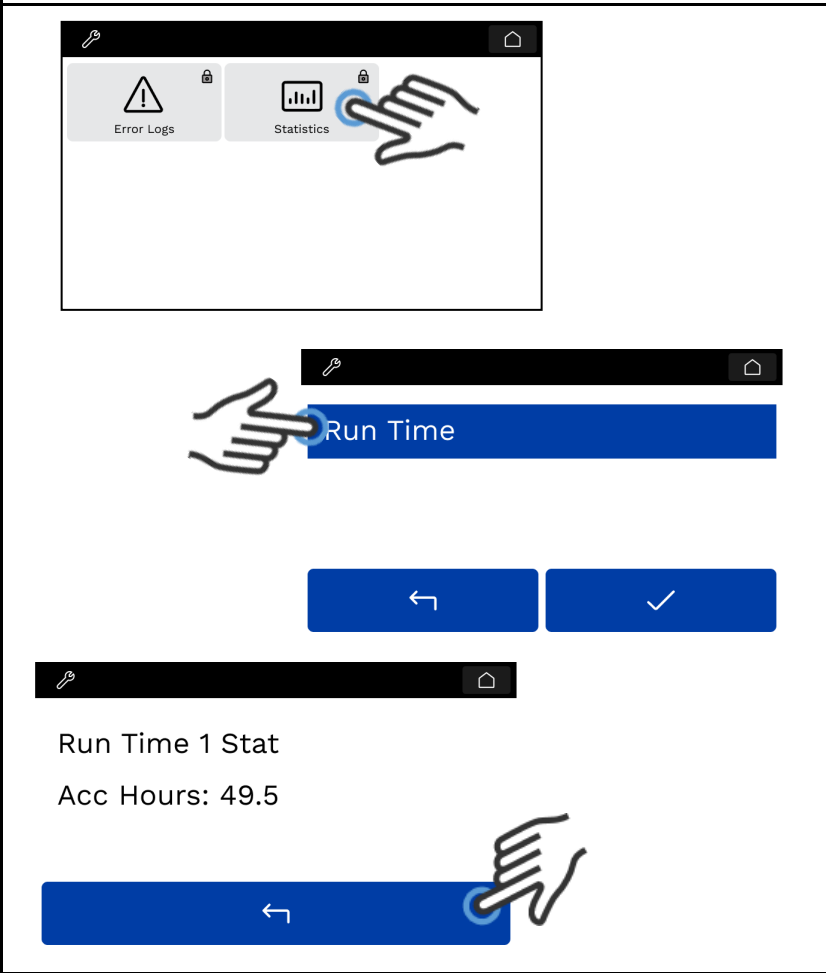 Error Logs
Statistics
Run Time
Run Time 1 Stat
Acc Hours: 49.5